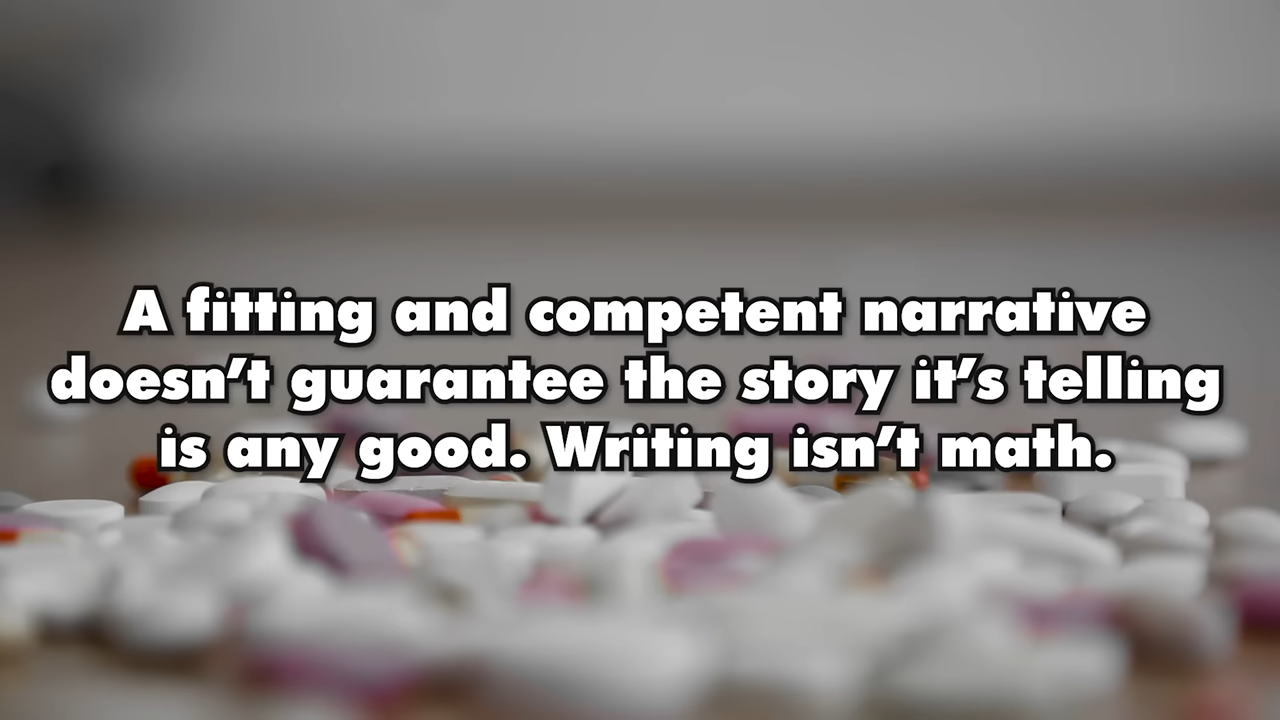 A fitting and competent narrative
doesn’t guarantee the story it’s telling
is any good. Writing isn’t math.